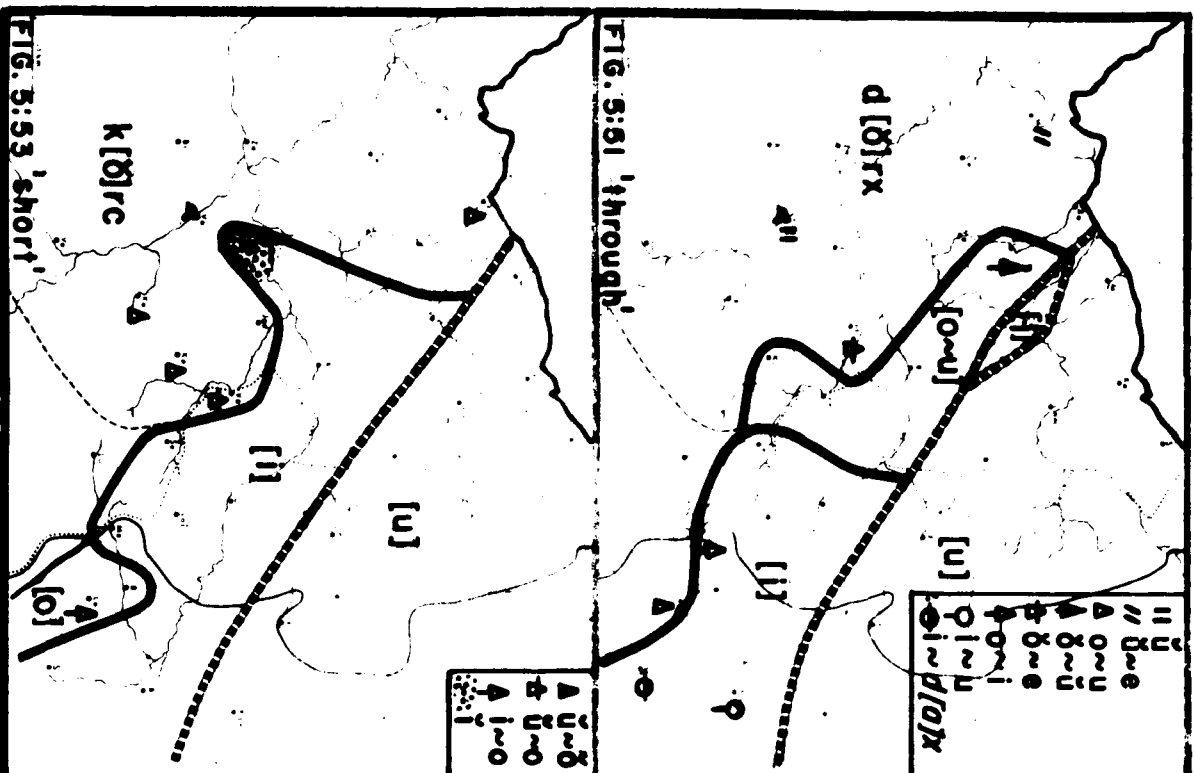 [u]
[i]
[o~u]
[i]
d[ŏ]rx
ŭ
ŭ~e
o~u
ŏ~ŭ
ŏ~e
o~i
i~u
i~d[o]x
FIG. 5:51 'through'
[u]
[i]
[o]
k[ŏ]rc
ŭ~ŏ
ŭ~o
i~o
ĭ
FIG. 5:53 'short'